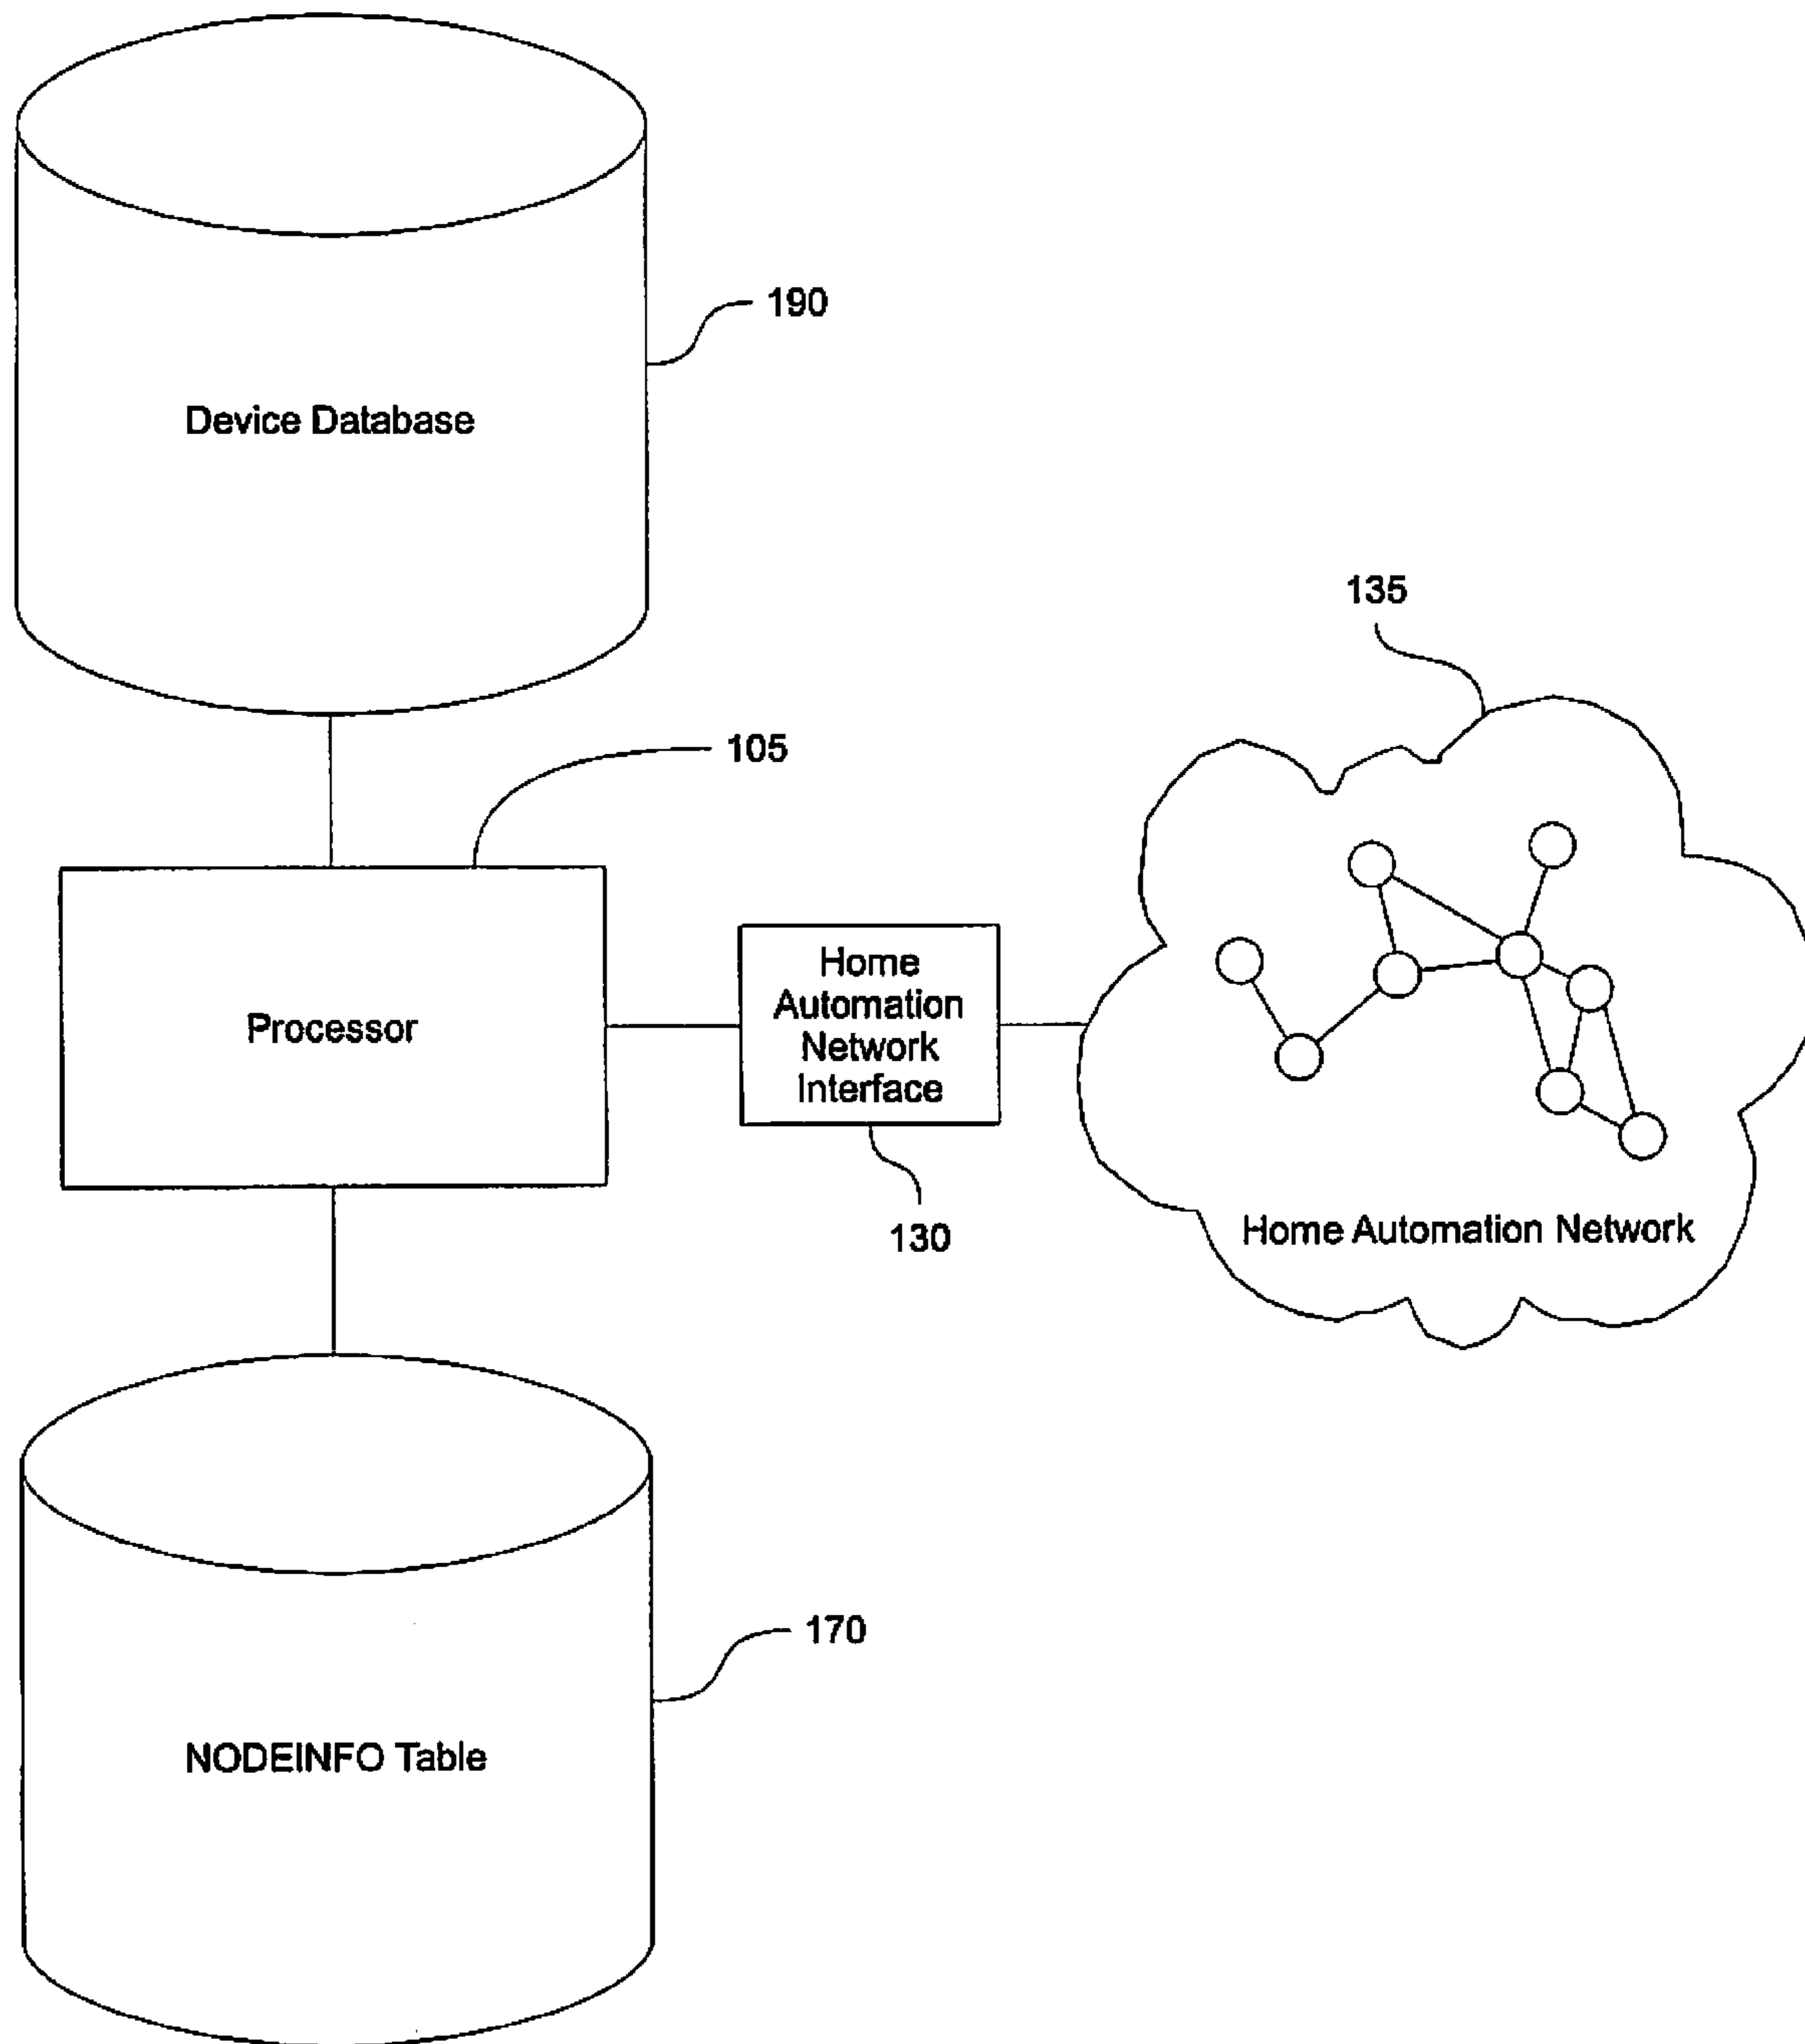 190
Device Database
135
105
Home
Automation
Network
Interface
Processor
130
Home Automation Network
170
NODEINFO Table